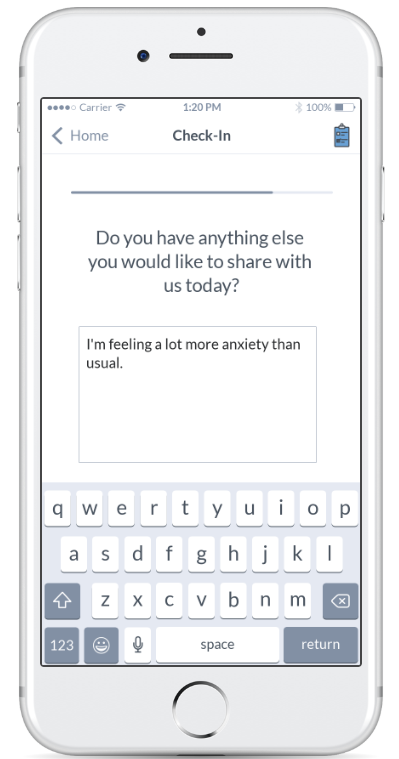 Carrier 1:20 PM 100%
Home Check-In
Do you have anything else
you would like to share with
us today?
I'm feeling a lot more anxiety than
usual.
q w e r t y u i o p
a s d f g h j k l
z x c v b n m
123 space return